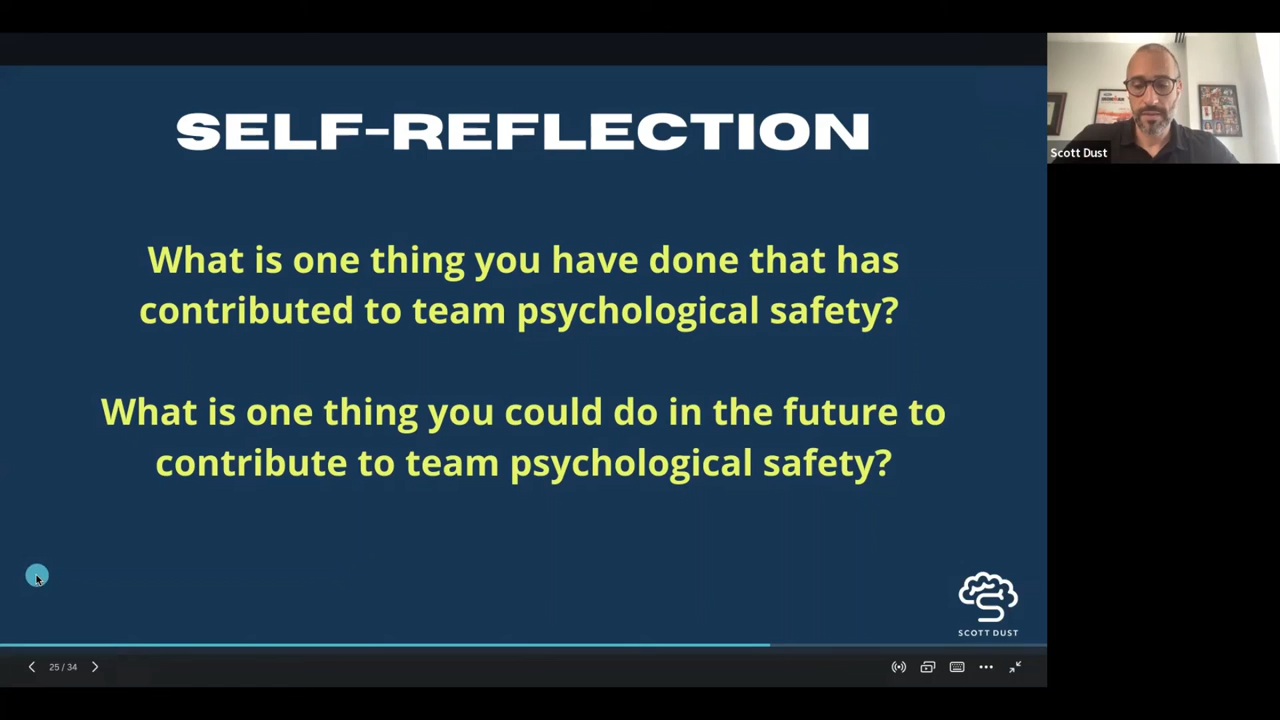 SELF-REFLECTION
What is one thing you have done that has
contributed to team psychological safety?
What is one thing you could do in the future to
contribute to team psychological safety?
SCOTT DUST
25 / 34
Scott Dust